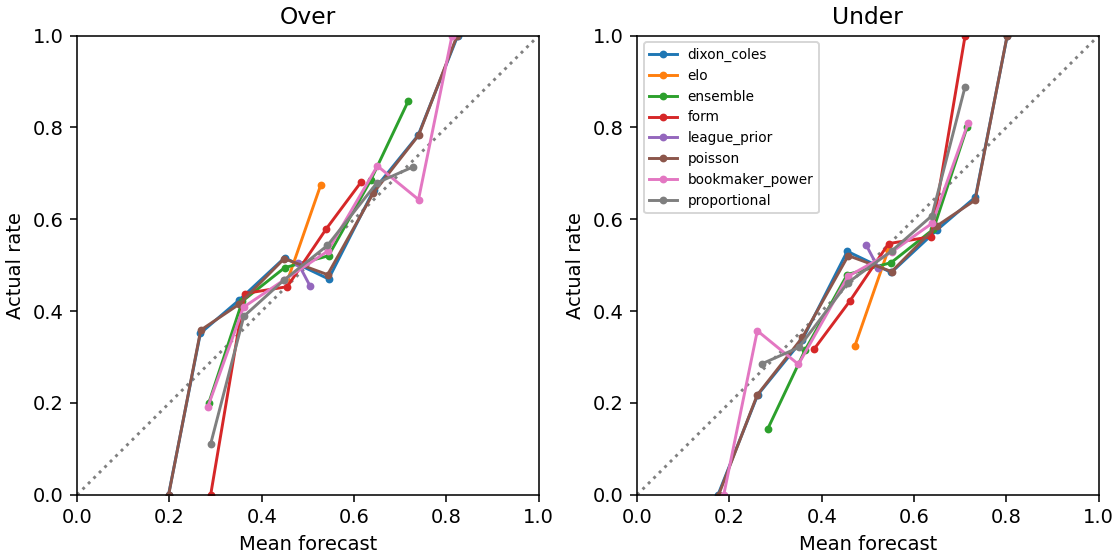 Over
Under
1.0
0.8
0.6
0.4
0.2
0.0
Actual rate
0.0
0.2
0.4
0.6
0.8
1.0
Mean forecast
1.0
0.8
0.6
0.4
0.2
0.0
Actual rate
dixon_coles
elo
ensemble
form
league_prior
poisson
bookmaker_power
proportional
0.0
0.2
0.4
0.6
0.8
1.0
Mean forecast